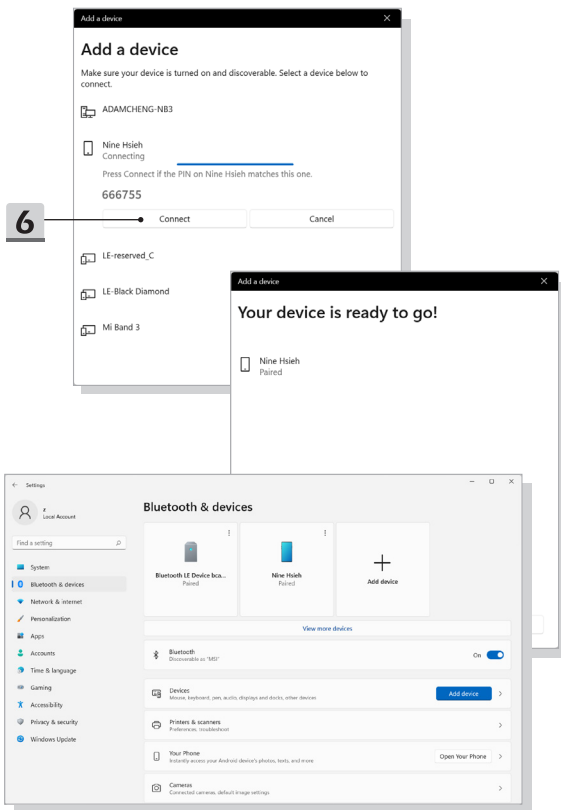 Add a device
Add a device
Make sure your device is turned on and discoverable. Select a device below to
connect.
ADAMCHENG-NB3
Nine Hsieh
Connecting
Press Connect if the PIN on Nine Hsieh matches this one.
666755
6
Connect
Cancel
LE-reserved_C
LE-Black Diamond
Mi Band 3
Add a device
Your device is ready to go!
Nine Hsieh
Paired
Settings
Local Account
Find a setting
System
Bluetooth & devices
Network & internet
Personalization
Apps
Accounts
Time & language
Gaming
Accessibility
Privacy & security
Windows Update
Bluetooth & devices
Bluetooth LE Device bca...
Paired
Nine Hsieh
Paired
Add device
View more devices
Bluetooth
Discoverable as "MSI"
On
Devices
Mouse, keyboard, pen, audio, displays and docks, other devices
Add device
Printers & scanners
Preferences, troubleshoot
Your Phone
Instantly access your Android device's photos, texts, and more
Open Your Phone
Cameras
Connected cameras, default image settings